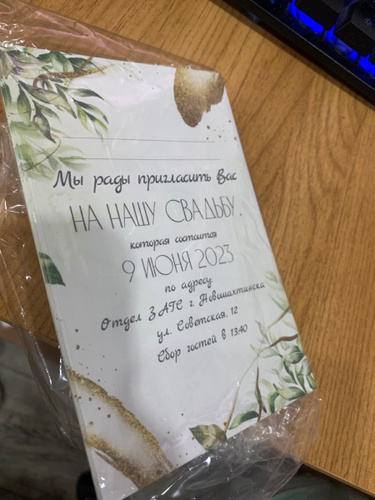 Мы рады пригласить Вас
НА НАШУ СВАДЬБУ,
которая состоится
9 ИЮНЯ 2023
по адресу:
Отдел ЗАГС г. Новошахтинска
ул. Советская, 12
Сбор гостей в 13:40